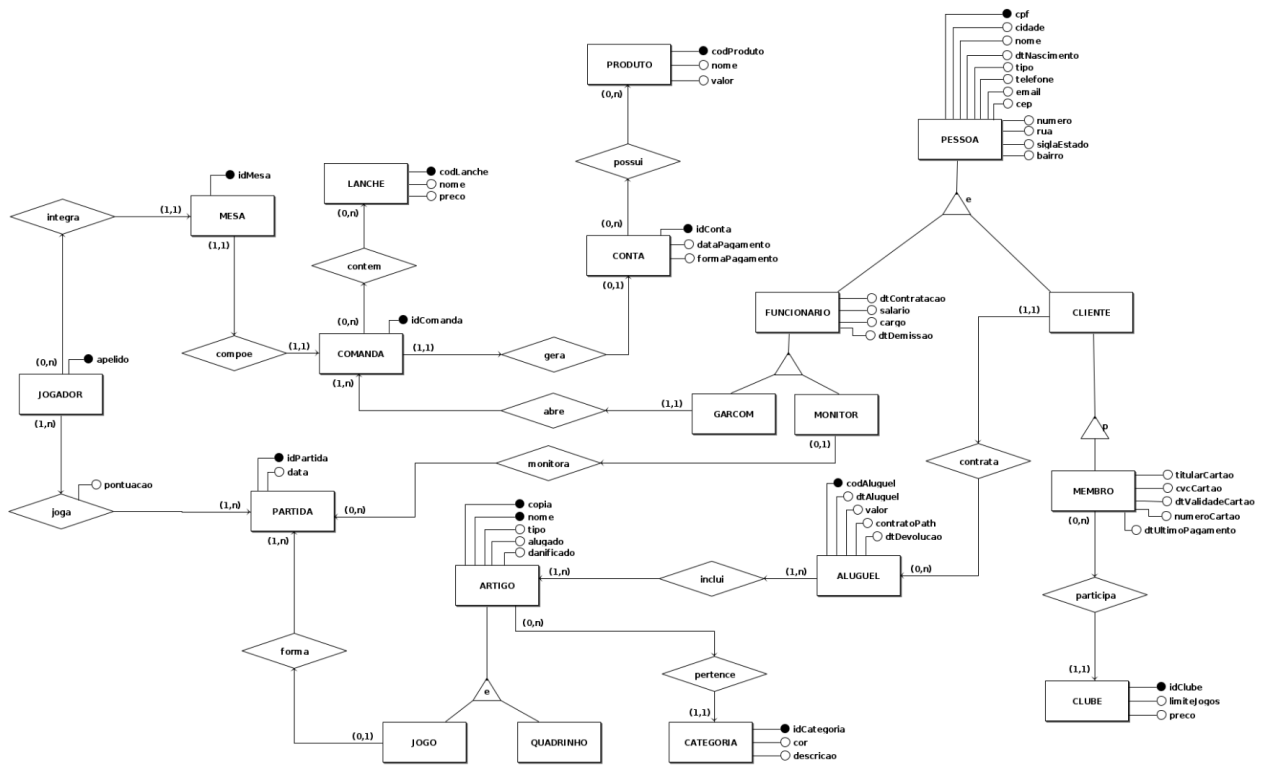 cpf
cidade
nome
dtNascimento
tipo
telefone
email
cep
PESSOA
numero
rua
siglaEstado
bairro
e
PRODUTO
codProduto
nome
valor
(0,n)
possui
(0,n)
CONTA
idConta
dataPagamento
formaPagamento
(0,1)
LANCHE
codLanche
nome
preco
(0,n)
contem
(0,n)
idMesa
MESA
(1,1)
(1,1)
integra
compoe
(1,1)
idComanda
COMANDA
(1,1)
gera
(1,n)
abre
(1,1)
FUNCIONARIO
dtContratacao
salario
cargo
dtDemissao
GARCOM
MONITOR
(0,1)
CLIENTE
(1,1)
contrata
p
(0,n)
JOGADOR
apelido
(1,n)
pontuacao
joga
(1,n)
idPartida
data
PARTIDA
(0,n)
monitora
(1,n)
forma
(0,1)
copia
nome
tipo
alugado
danificado
ARTIGO
(1,n)
inclui
(1,n)
codAluguel
dtAluguel
valor
contratoPath
dtDevolucao
ALUGUEL
(0,n)
MEMBRO
titularCartao
cvcCartao
dtValidadeCartao
numeroCartao
dtUltimoPagamento
(0,n)
participa
(1,1)
CLUBE
idClube
limiteJogos
preco
(0,n)
pertence
(1,1)
CATEGORIA
idCategoria
cor
descricao
e
JOGO
QUADRINHO